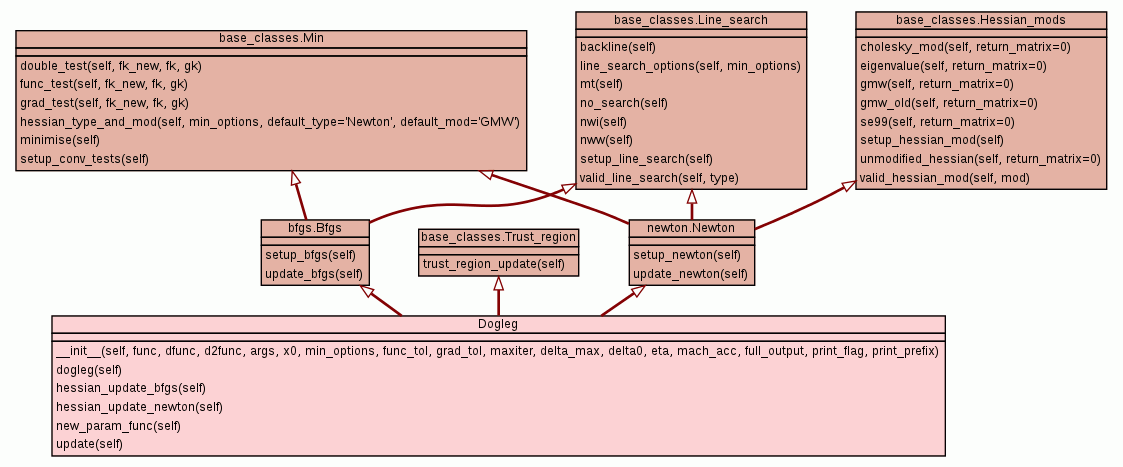 base_classes.Min
double_test(self, fk_new, fk, gk)
func_test(self, fk_new, fk, gk)
grad_test(self, fk_new, fk, gk)
hessian_type_and_mod(self, min_options, default_type='Newton', default_mod='GMW')
minimise(self)
setup_conv_tests(self)
base_classes.Line_search
backline(self)
line_search_options(self, min_options)
mt(self)
no_search(self)
nwi(self)
nww(self)
setup_line_search(self)
valid_line_search(self, type)
base_classes.Hessian_mods
cholesky_mod(self, return_matrix=0)
eigenvalue(self, return_matrix=0)
gmw(self, return_matrix=0)
gmw_old(self, return_matrix=0)
se99(self, return_matrix=0)
setup_hessian_mod(self)
unmodified_hessian(self, return_matrix=0)
valid_hessian_mod(self, mod)
bfgs.Bfgs
setup_bfgs(self)
update_bfgs(self)
base_classes.Trust_region
trust_region_update(self)
newton.Newton
setup_newton(self)
update_newton(self)
Dogleg
__init__(self, func, dfunc, d2func, args, x0, min_options, func_tol, grad_tol, maxiter, delta_max, delta0, eta, mach_acc, full_output, print_flag, print_prefix)
dogleg(self)
hessian_update_bfgs(self)
hessian_update_newton(self)
new_param_func(self)
update(self)